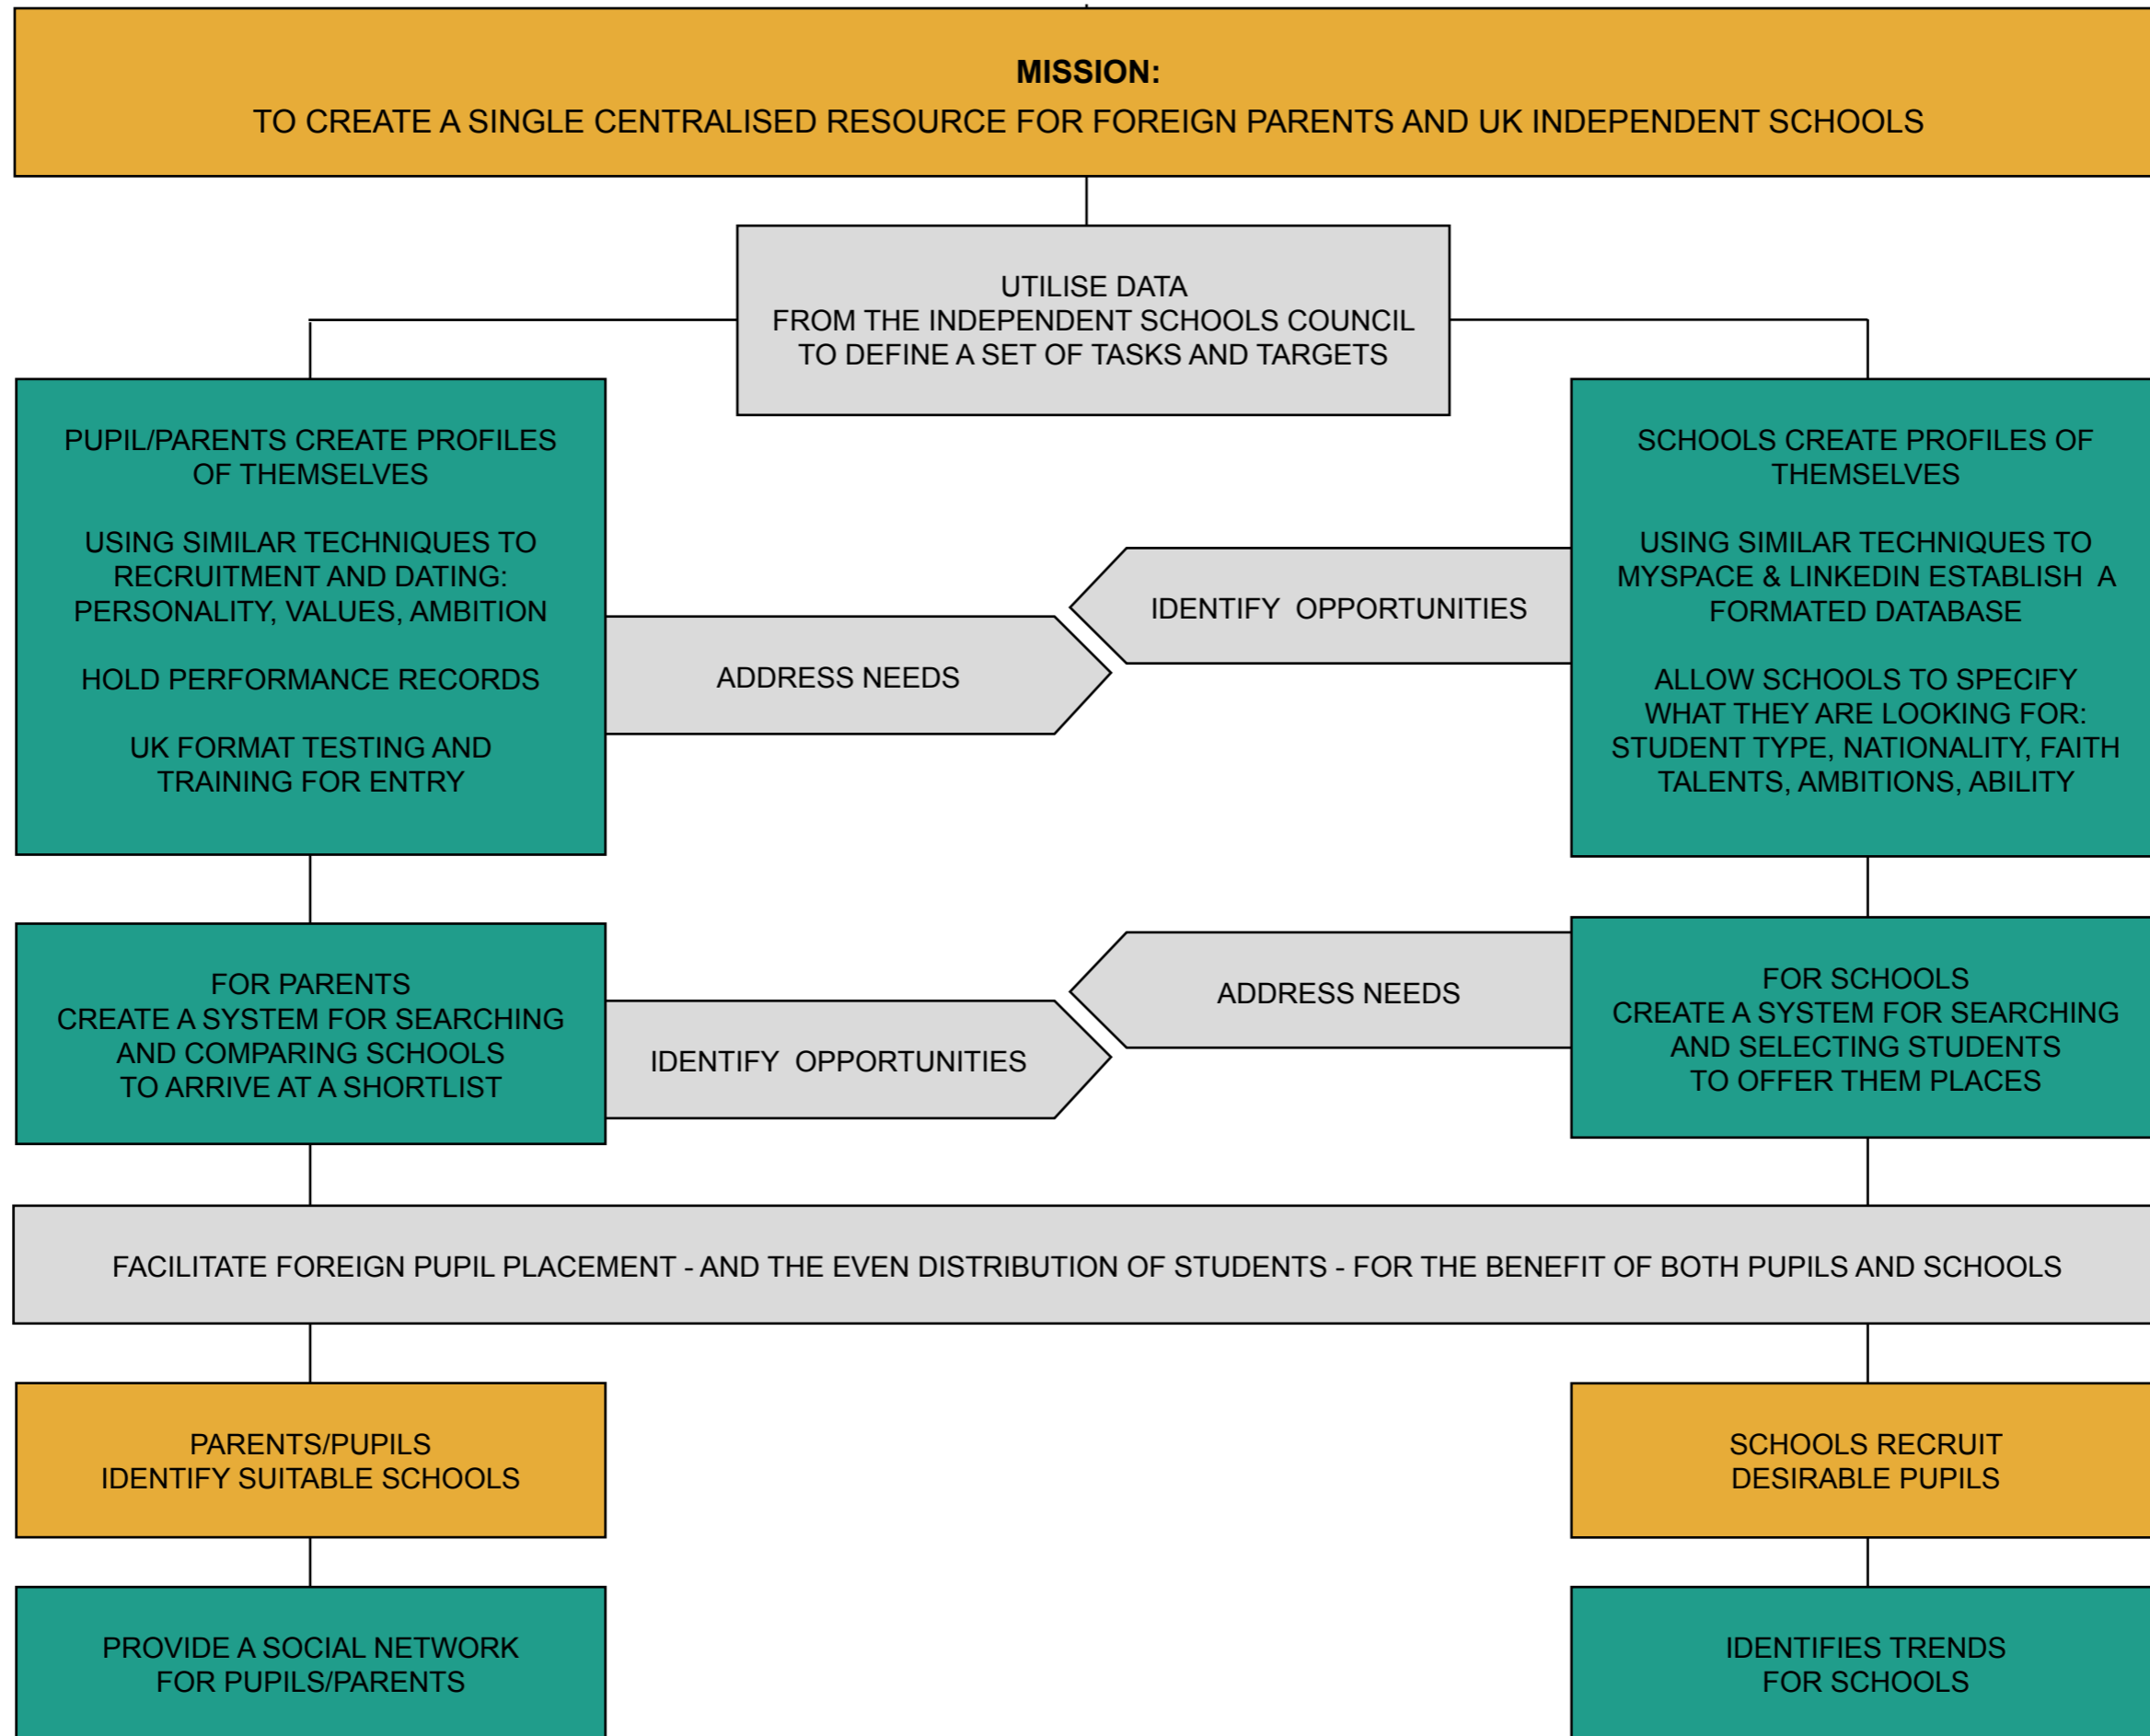 MISSION:
TO CREATE A SINGLE CENTRALISED RESOURCE FOR FOREIGN PARENTS AND UK INDEPENDENT SCHOOLS
UTILISE DATA
FROM THE INDEPENDENT SCHOOLS COUNCIL
TO DEFINE A SET OF TASKS AND TARGETS
PUPIL/PARENTS CREATE PROFILES
OF THEMSELVES
USING SIMILAR TECHNIQUES TO
RECRUITMENT AND DATING:
PERSONALITY, VALUES, AMBITION
HOLD PERFORMANCE RECORDS
UK FORMAT TESTING AND
TRAINING FOR ENTRY
ADDRESS NEEDS
IDENTIFY  OPPORTUNITIES
SCHOOLS CREATE PROFILES OF
THEMSELVES
USING SIMILAR TECHNIQUES TO
MYSPACE & LINKEDIN ESTABLISH  A
FORMATED DATABASE
ALLOW SCHOOLS TO SPECIFY
WHAT THEY ARE LOOKING FOR:
STUDENT TYPE, NATIONALITY, FAITH
TALENTS, AMBITIONS, ABILITY
FOR PARENTS
CREATE A SYSTEM FOR SEARCHING
AND COMPARING SCHOOLS
TO ARRIVE AT A SHORTLIST
IDENTIFY  OPPORTUNITIES
ADDRESS NEEDS
FOR SCHOOLS
CREATE A SYSTEM FOR SEARCHING
AND SELECTING STUDENTS
TO OFFER THEM PLACES
FACILITATE FOREIGN PUPIL PLACEMENT - AND THE EVEN DISTRIBUTION OF STUDENTS - FOR THE BENEFIT OF BOTH PUPILS AND SCHOOLS
PARENTS/PUPILS
IDENTIFY SUITABLE SCHOOLS
SCHOOLS RECRUIT
DESIRABLE PUPILS
PROVIDE A SOCIAL NETWORK
FOR PUPILS/PARENTS
IDENTIFIES TRENDS
FOR SCHOOLS